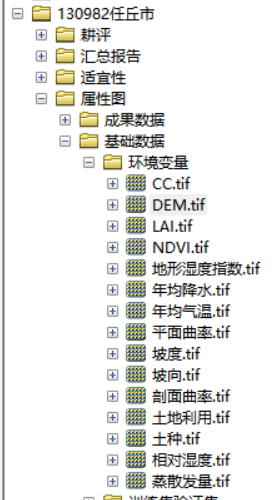 130982任丘市
耕评
汇总报告
适宜性
属性图
成果数据
基础数据
环境变量
CC.tif
DEM.tif
LAI.tif
NDVI.tif
地形湿度指数.tif
年均降水.tif
年均气温.tif
平面曲率.tif
坡度.tif
坡向.tif
剖面曲率.tif
土地利用.tif
土种.tif
相对湿度.tif
蒸散发量.tif